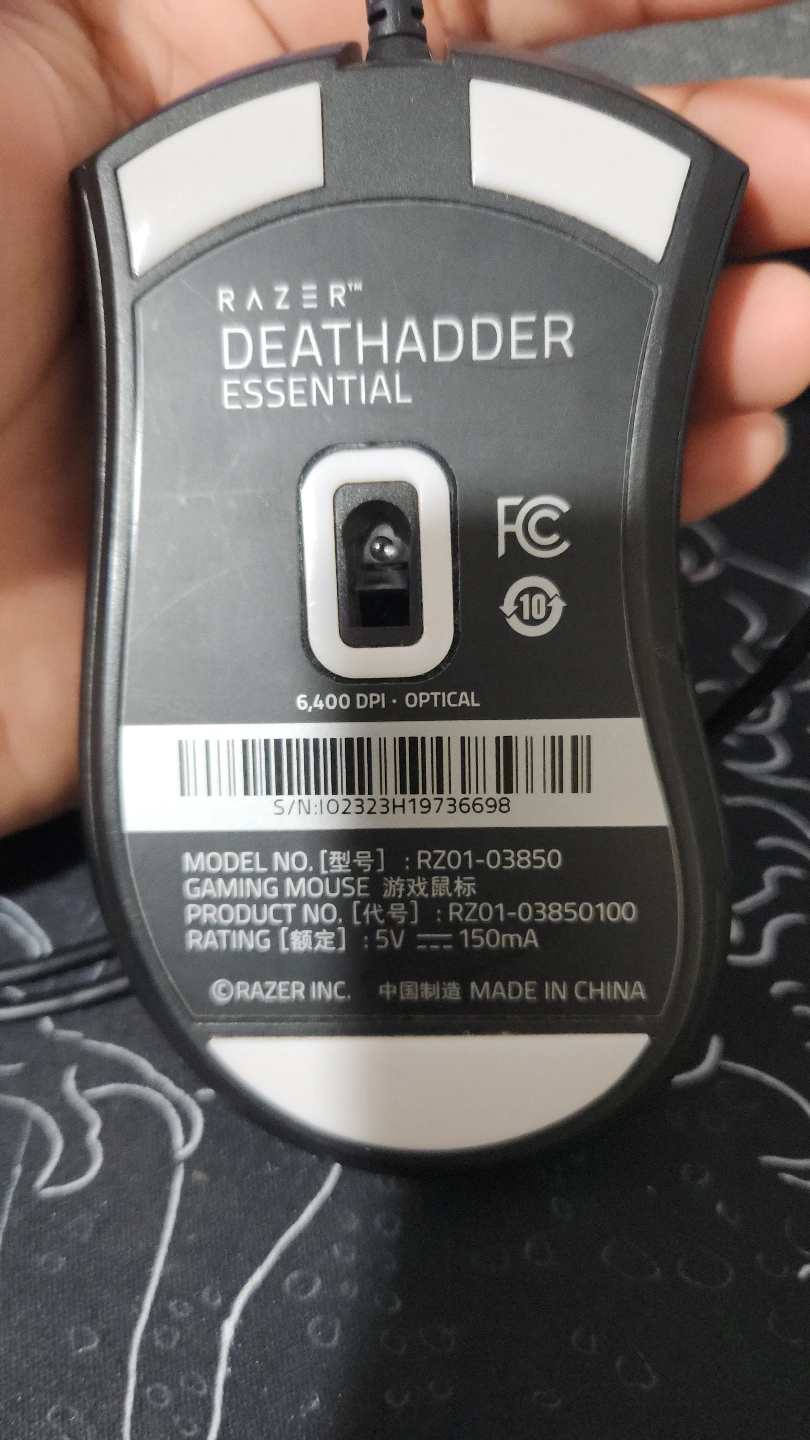 RAZER™
DEATHADDER
ESSENTIAL
FC
10
6,400 DPI · OPTICAL
S/N:IO2323H19736698
MODEL NO. [型号] : RZ01-03850
GAMING MOUSE 游戏鼠标
PRODUCT NO. [代号] : RZ01-03850100
RATING [额定] : 5V ⎓ 150mA
©RAZER INC. 中国制造 MADE IN CHINA